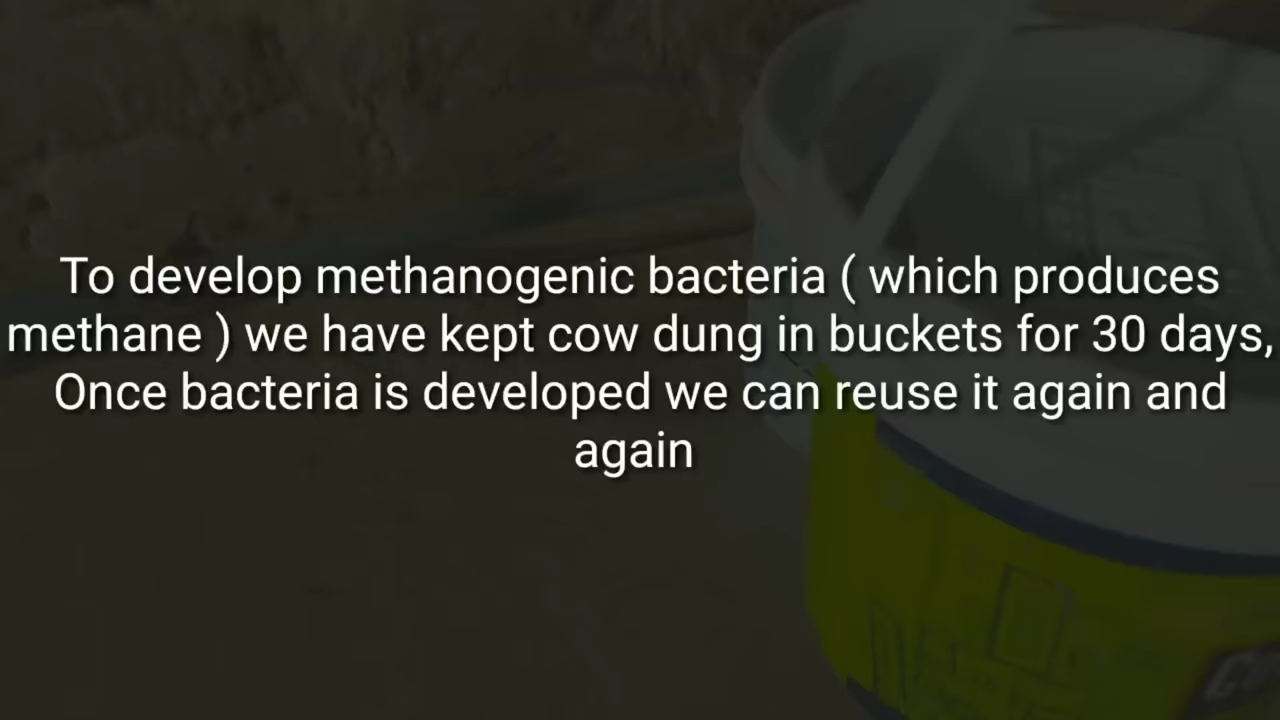 To develop methanogenic bacteria ( which produces
methane ) we have kept cow dung in buckets for 30 days,
Once bacteria is developed we can reuse it again and
again